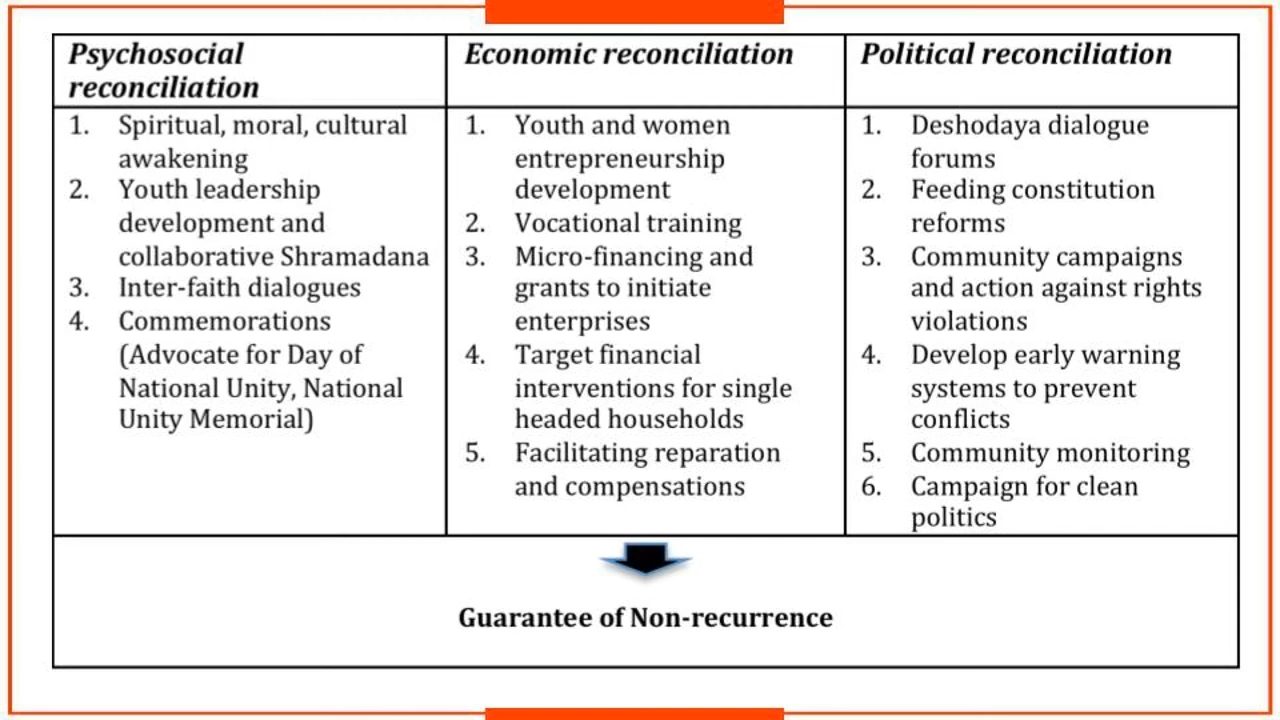 Psychosocial
reconciliation
1. Spiritual, moral, cultural
awakening
2. Youth leadership
development and
collaborative Shramadana
3. Inter-faith dialogues
4. Commemorations
(Advocate for Day of
National Unity, National
Unity Memorial)
Economic reconciliation
1. Youth and women
entrepreneurship
development
2. Vocational training
3. Micro-financing and
grants to initiate
enterprises
4. Target financial
interventions for single
headed households
5. Facilitating reparation
and compensations
Political reconciliation
1. Deshodaya dialogue
forums
2. Feeding constitution
reforms
3. Community campaigns
and action against rights
violations
4. Develop early warning
systems to prevent
conflicts
5. Community monitoring
6. Campaign for clean
politics
Guarantee of Non-recurrence